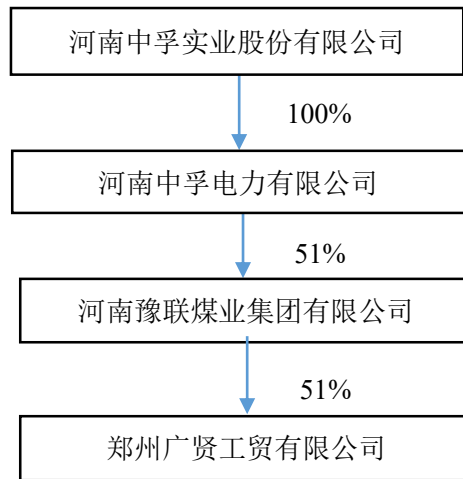 河南中孚实业股份有限公司
100%
河南中孚电力有限公司
51%
河南豫联煤业集团有限公司
51%
郑州广贤工贸有限公司